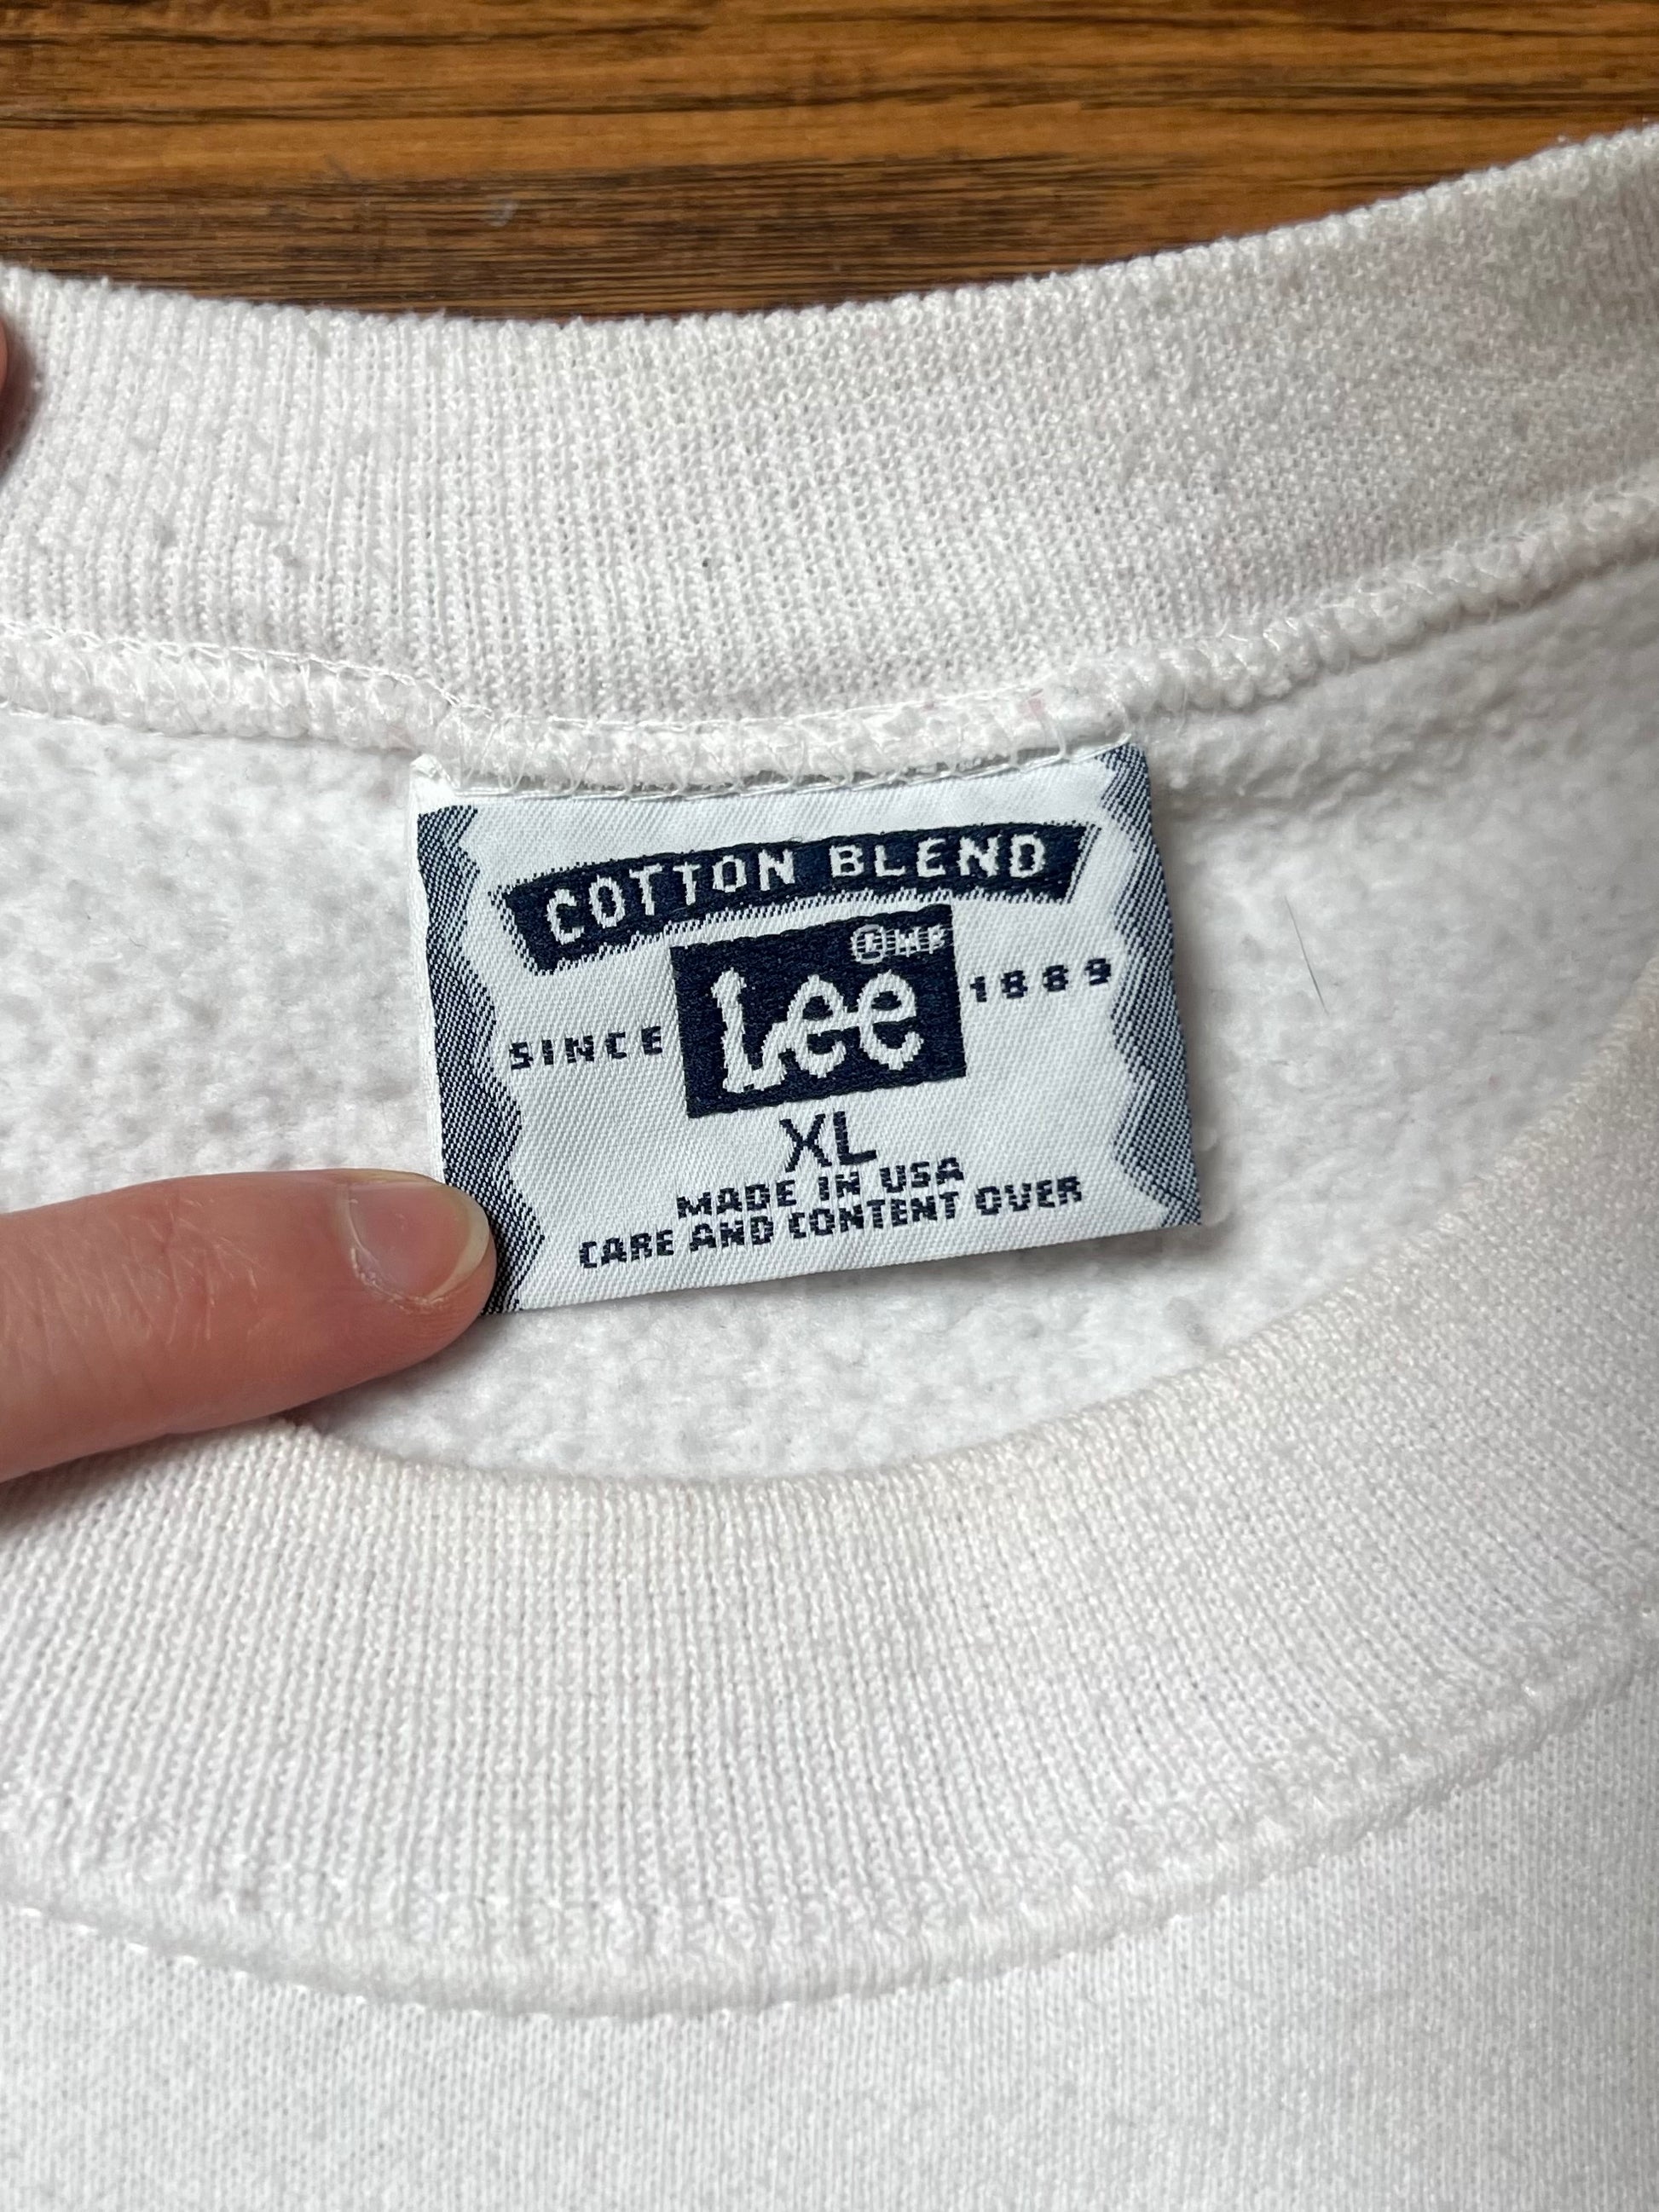 COTTON BLEND
Lee
SINCE 1889
XL
MADE IN USA
CARE AND CONTENT OVER